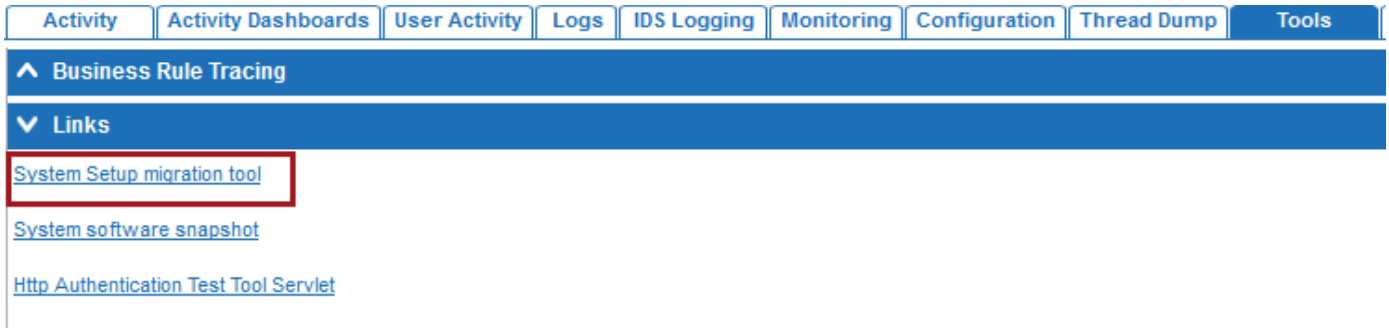 Activity Activity Dashboards User Activity Logs IDS Logging Monitoring Configuration Thread Dump Tools
Business Rule Tracing
Links
System Setup migration tool
System software snapshot
Http Authentication Test Tool Servlet